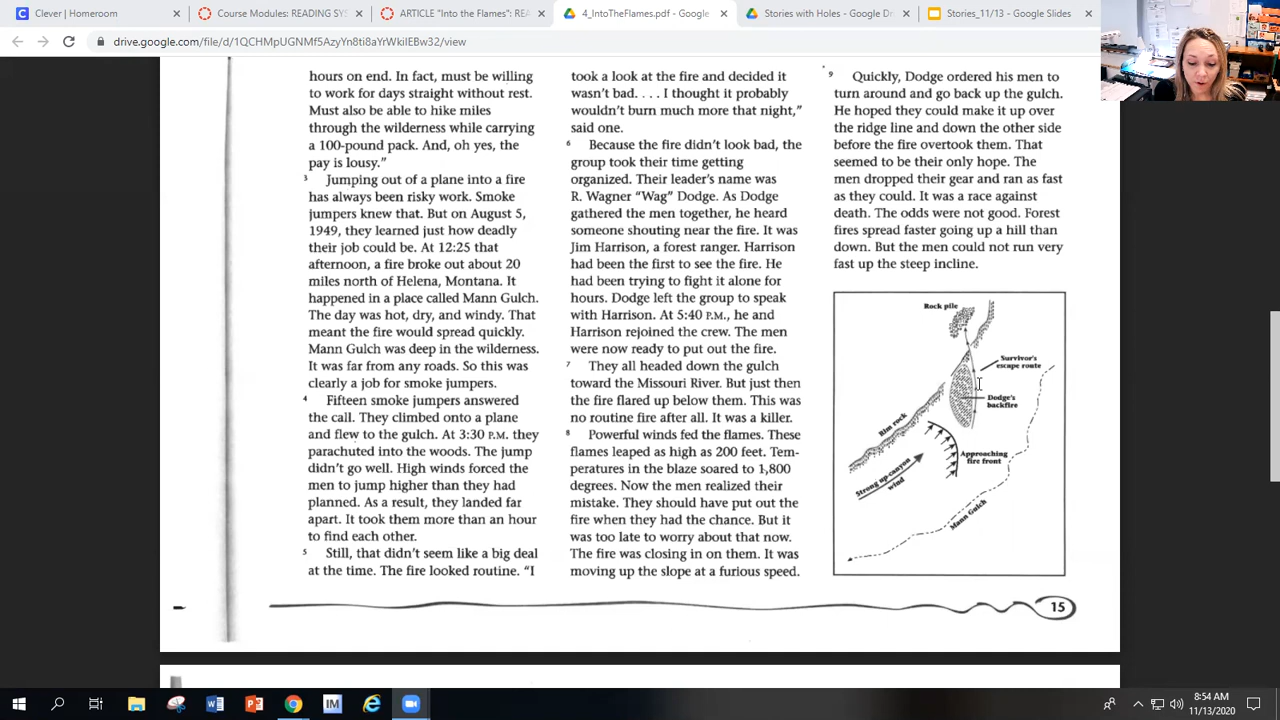 Clever | Homeroom
Course Modules: READING SYS
ARTICLE "Into the Flames": REA
4_IntoTheFlames.pdf - Google
Stories with Holes - Google Dr
Stories_11/13 - Google Slides
drive.google.com/file/d/1QCHMpUGNMf5AzyYn8ti8aYrWkiIEBw32/view
hours on end. In fact, must be willing
to work for days straight without rest.
Must also be able to hike miles
through the wilderness while carrying
a 100-pound pack. And, oh yes, the
pay is lousy."
3 Jumping out of a plane into a fire
has always been risky work. Smoke
jumpers knew that. But on August 5,
1949, they learned just how deadly
their job could be. At 12:25 that
afternoon, a fire broke out about 20
miles north of Helena, Montana. It
happened in a place called Mann Gulch.
The day was hot, dry, and windy. That
meant the fire would spread quickly.
Mann Gulch was deep in the wilderness.
It was far from any roads. So this was
clearly a job for smoke jumpers.
4 Fifteen smoke jumpers answered
the call. They climbed onto a plane
and flew to the gulch. At 3:30 P.M. they
parachuted into the woods. The jump
didn't go well. High winds forced the
men to jump higher than they had
planned. As a result, they landed far
apart. It took them more than an hour
to find each other.
5 Still, that didn't seem like a big deal
at the time. The fire looked routine. "I
took a look at the fire and decided it
wasn't bad. . . . I thought it probably
wouldn't burn much more that night,"
said one.
6 Because the fire didn't look bad, the
group took their time getting
organized. Their leader's name was
R. Wagner "Wag" Dodge. As Dodge
gathered the men together, he heard
someone shouting near the fire. It was
Jim Harrison, a forest ranger. Harrison
had been the first to see the fire. He
had been trying to fight it alone for
hours. Dodge left the group to speak
with Harrison. At 5:40 P.M., he and
Harrison rejoined the crew. The men
were now ready to put out the fire.
7 They all headed down the gulch
toward the Missouri River. But just then
the fire flared up below them. This was
no routine fire after all. It was a killer.
8 Powerful winds fed the flames. These
flames leaped as high as 200 feet. Tem-
peratures in the blaze soared to 1,800
degrees. Now the men realized their
mistake. They should have put out the
fire when they had the chance. But it
was too late to worry about that now.
The fire was closing in on them. It was
moving up the slope at a furious speed.
9 Quickly, Dodge ordered his men to
turn around and go back up the gulch.
He hoped they could make it up over
the ridge line and down the other side
before the fire overtook them. That
seemed to be their only hope. The
men dropped their gear and ran as fast
as they could. It was a race against
death. The odds were not good. Forest
fires spread faster going up a hill than
down. But the men could not run very
fast up the steep incline.
Rock pile
Survivor's
escape route
Dodge's
backfire
Rim rock
Approaching
fire front
Strong up-canyon
wind
Mann Gulch
15
8:54 AM
11/13/2020